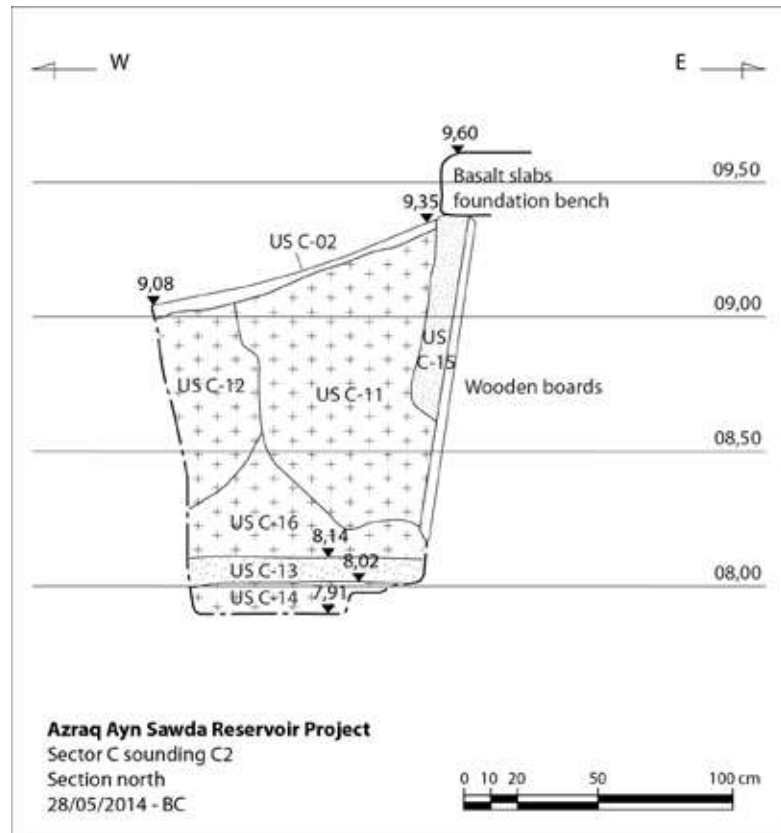 W
E
9,60
09,50
Basalt slabs
foundation bench
9,35
US C-02
9,08
09,00
US
C-15
US C-12
US C-11
Wooden boards
08,50
US C-16
8,14
US C-13
8,02
08,00
US C-14
7,91
Azraq Ayn Sawda Reservoir Project
Sector C sounding C2
Section north
28/05/2014 - BC
0 10 20 50 100 cm